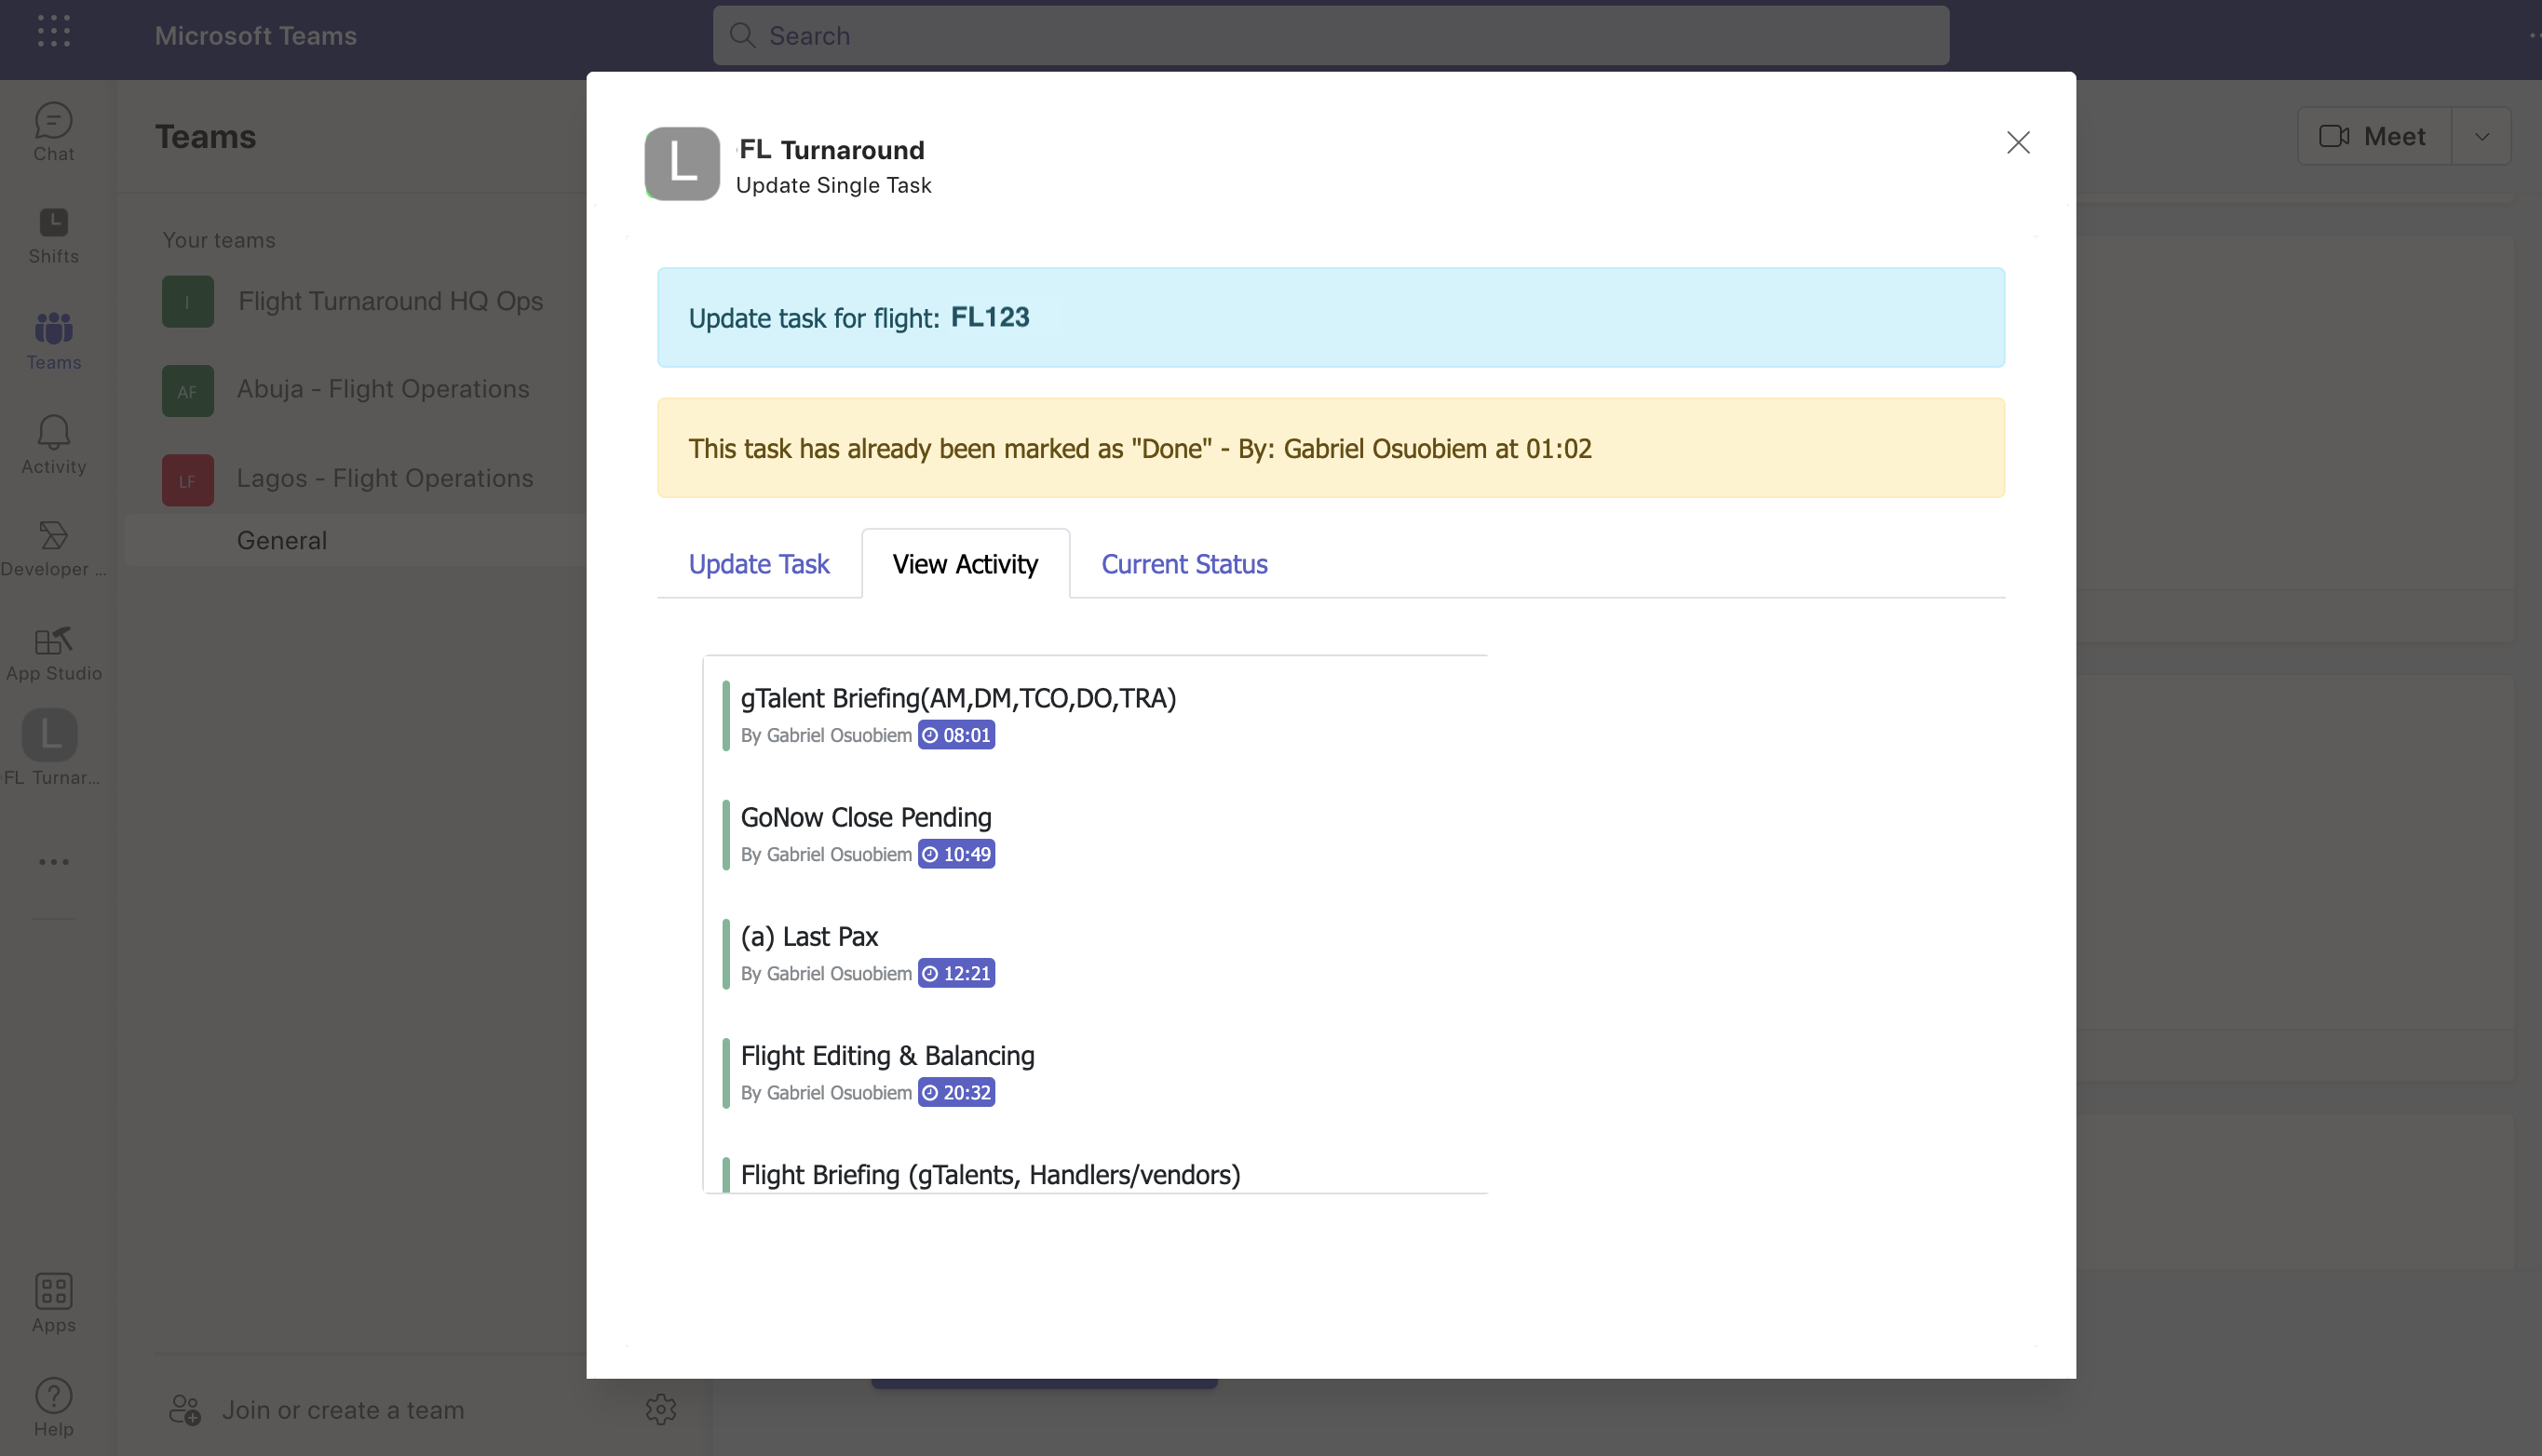 Microsoft Teams
Search
Chat
Shifts
Teams
Activity
Developer ...
App Studio
L
FL Turnar...
Apps
Help
Teams
Your teams
I
Flight Turnaround HQ Ops
AF
Abuja - Flight Operations
LF
Lagos - Flight Operations
General
Join or create a team
Meet
L
FL Turnaround
Update Single Task
Update task for flight: FL123
This task has already been marked as "Done" - By: Gabriel Osuobiem at 01:02
Update Task
View Activity
Current Status
gTalent Briefing(AM,DM,TCO,DO,TRA)
By Gabriel Osuobiem 08:01
GoNow Close Pending
By Gabriel Osuobiem 10:49
(a) Last Pax
By Gabriel Osuobiem 12:21
Flight Editing & Balancing
By Gabriel Osuobiem 20:32
Flight Briefing (gTalents, Handlers/vendors)